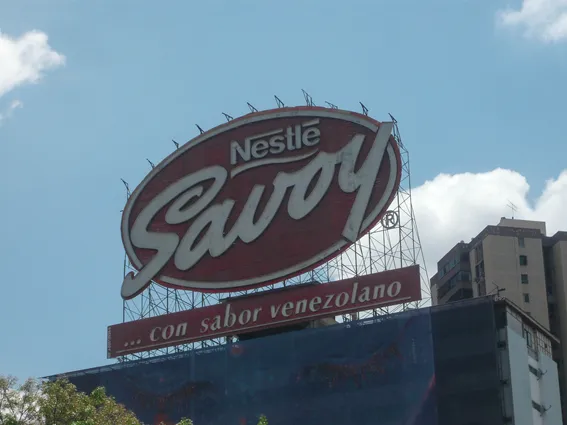 Nestlé
Savoy
®
... con sabor venezolano